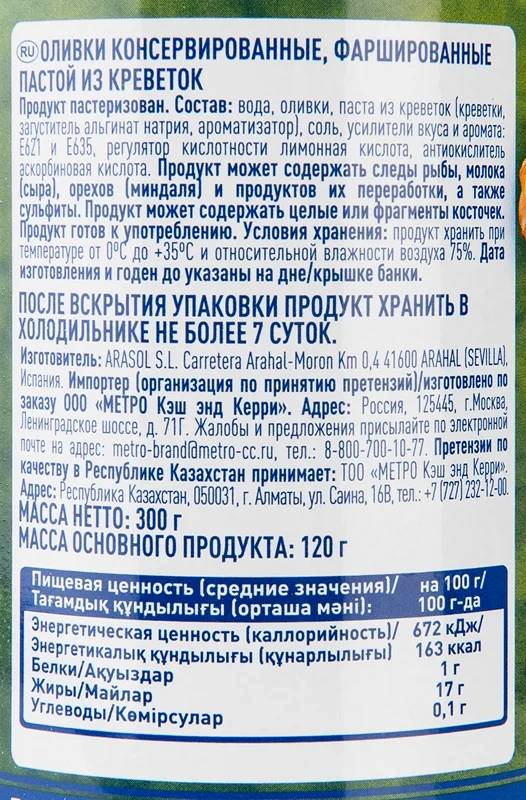 RU ОЛИВКИ КОНСЕРВИРОВАННЫЕ, ФАРШИРОВАННЫЕ
ПАСТОЙ ИЗ КРЕВЕТОК
Продукт пастеризован. Состав: вода, оливки, паста из креветок (креветки,
загуститель альгинат натрия, ароматизатор), соль, усилители вкуса и аромата:
Е621 и Е635, регулятор кислотности лимонная кислота, антиокислитель
аскорбиновая кислота. Продукт может содержать следы рыбы, молока
(сыра), орехов (миндаля) и продуктов их переработки, а также
сульфиты. Продукт может содержать целые или фрагменты косточек.
Продукт готов к употреблению. Условия хранения: продукт хранить при
температуре от 0°С до +35°С и относительной влажности воздуха 75%. Дата
изготовления и годен до указаны на дне/крышке банки.
ПОСЛЕ ВСКРЫТИЯ УПАКОВКИ ПРОДУКТ ХРАНИТЬ В
ХОЛОДИЛЬНИКЕ НЕ БОЛЕЕ 7 СУТОК.
Изготовитель: ARASOL S.L. Carretera Arahal-Moron Km 0,4 41600 ARAHAL (SEVILLA),
Испания. Импортер (организация по принятию претензий)/изготовлено по
заказу ООО «МЕТРО Кэш энд Керри». Адрес: Россия, 125445, г.Москва,
Ленинградское шоссе, д. 71Г. Жалобы и предложения присылайте по электронной
почте на адрес: metro-brand@metro-cc.ru, тел.: 8-800-700-10-77. Претензии по
качеству в Республике Казахстан принимает: ТОО «МЕТРО Кэш энд Керри».
Адрес: Республика Казахстан, 050031, г. Алматы, ул. Саина, 16В, тел.: +7 (727) 232-12-00.
МАССА НЕТТО: 300 г
МАССА ОСНОВНОГО ПРОДУКТА: 120 г
Пищевая ценность (средние значения)/ на 100 г/
Тағамдық құндылығы (орташа мәні): 100 г-да
Энергетическая ценность (каллорийность)/ 672 кДж/
Энергетикалық құндылығы (құнарлылығы) 163 ккал
Белки/Ақуыздар 1 г
Жиры/Майлар 17 г
Углеводы/Көмірсулар 0,1 г